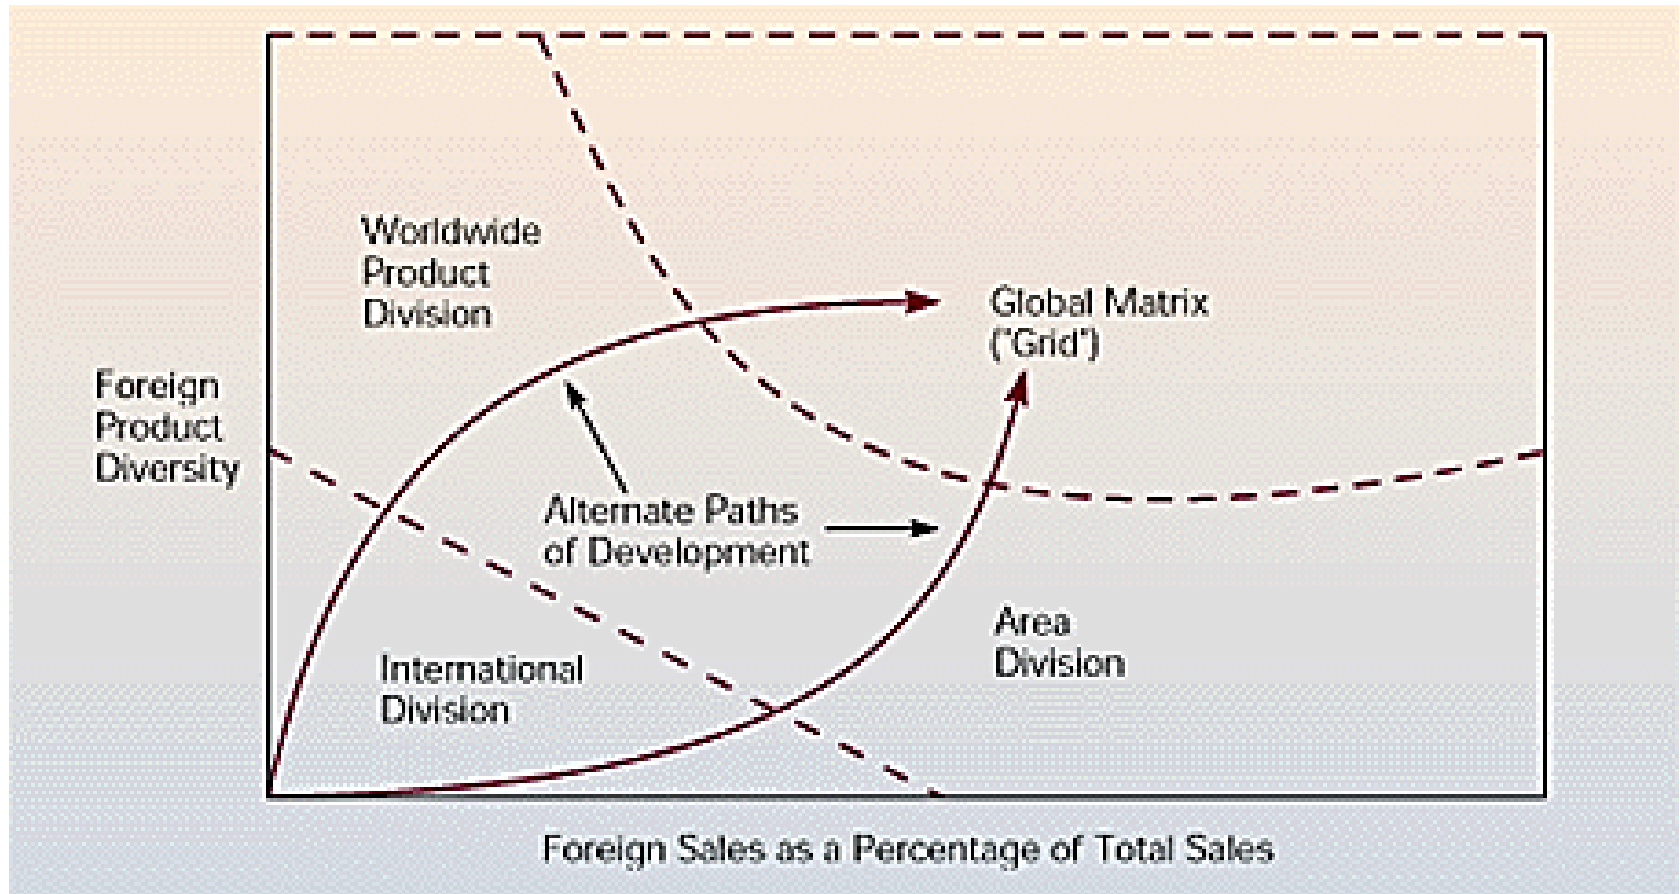 Worldwide
Product
Division
Global Matrix
("Grid")
Foreign
Product
Diversity
Alternate Paths
of Development
Area
Division
International
Division
Foreign Sales as a Percentage of Total Sales